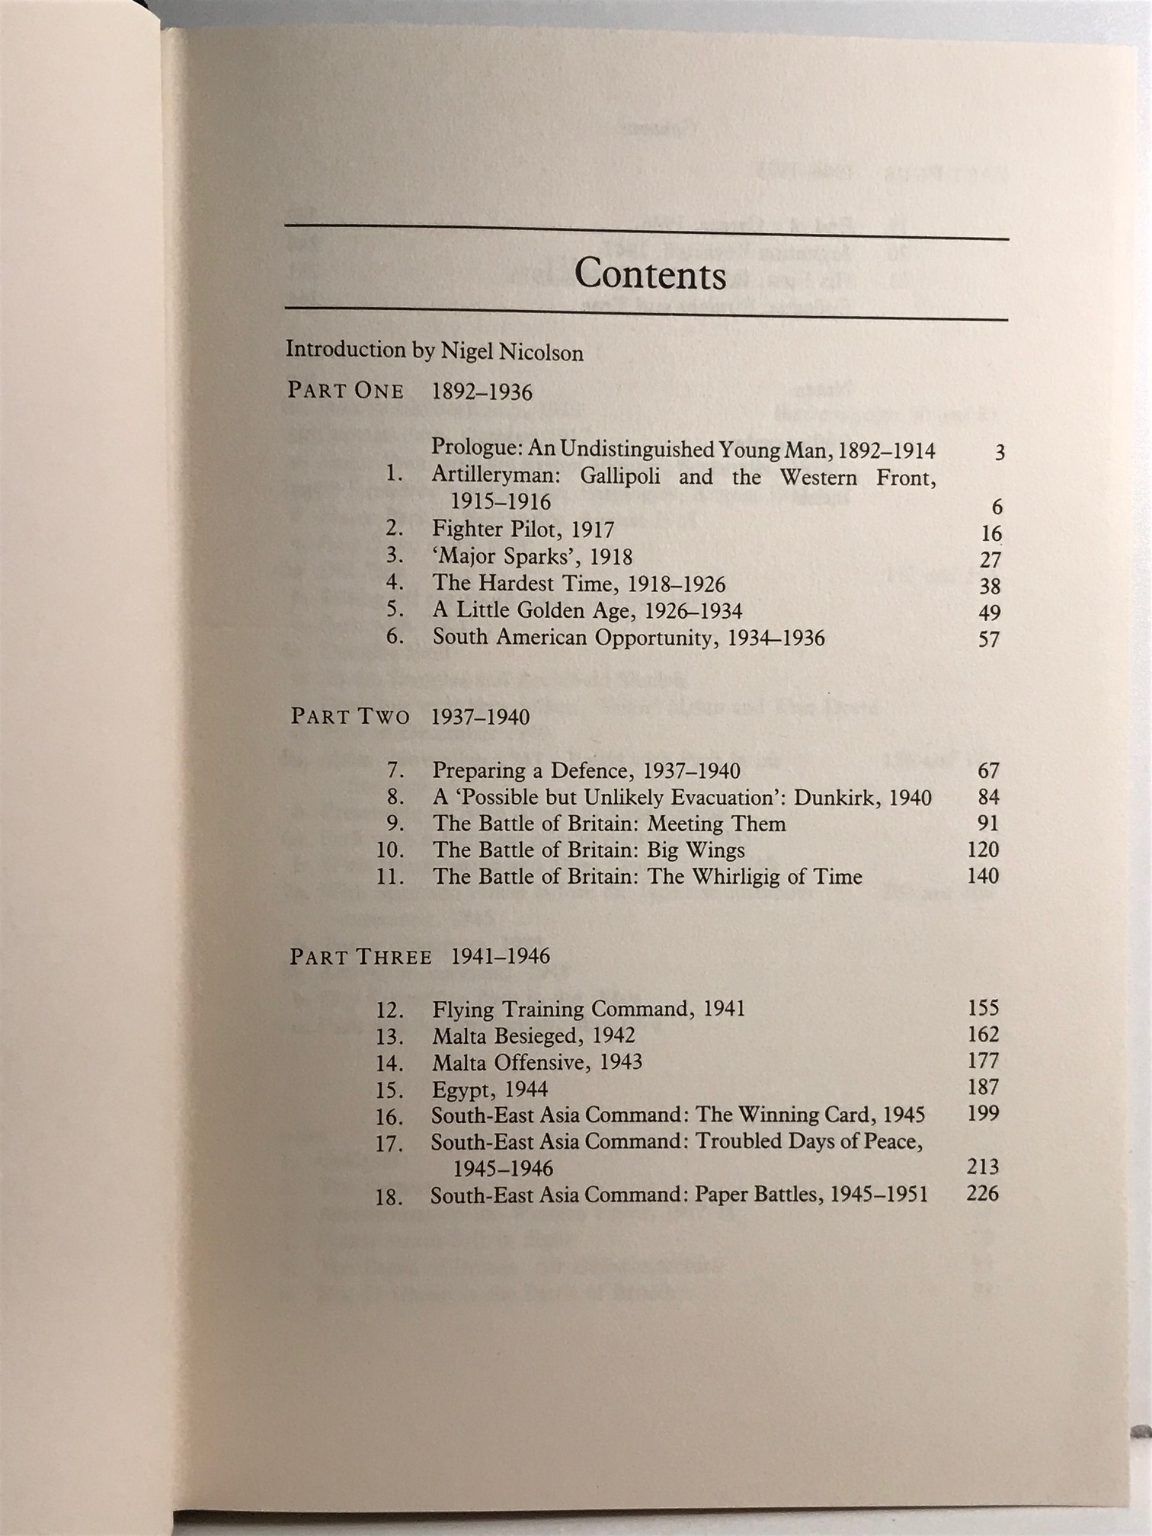 Contents
Introduction by Nigel Nicolson
PART ONE 1892–1936
Prologue: An Undistinguished Young Man, 1892–1914 3
1. Artilleryman: Gallipoli and the Western Front,
1915–1916 6
2. Fighter Pilot, 1917 16
3. ‘Major Sparks’, 1918 27
4. The Hardest Time, 1918–1926 38
5. A Little Golden Age, 1926–1934 49
6. South American Opportunity, 1934–1936 57
PART TWO 1937–1940
7. Preparing a Defence, 1937–1940 67
8. A ‘Possible but Unlikely Evacuation’: Dunkirk, 1940 84
9. The Battle of Britain: Meeting Them 91
10. The Battle of Britain: Big Wings 120
11. The Battle of Britain: The Whirligig of Time 140
PART THREE 1941–1946
12. Flying Training Command, 1941 155
13. Malta Besieged, 1942 162
14. Malta Offensive, 1943 177
15. Egypt, 1944 187
16. South-East Asia Command: The Winning Card, 1945 199
17. South-East Asia Command: Troubled Days of Peace,
1945–1946 213
18. South-East Asia Command: Paper Battles, 1945–1951 226